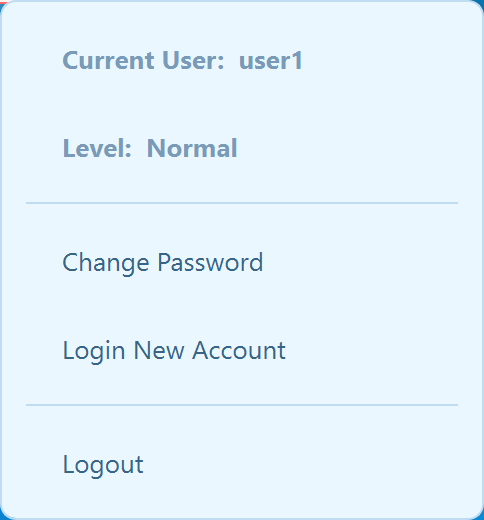 Current User: user1
Level: Normal
Change Password
Login New Account
Logout